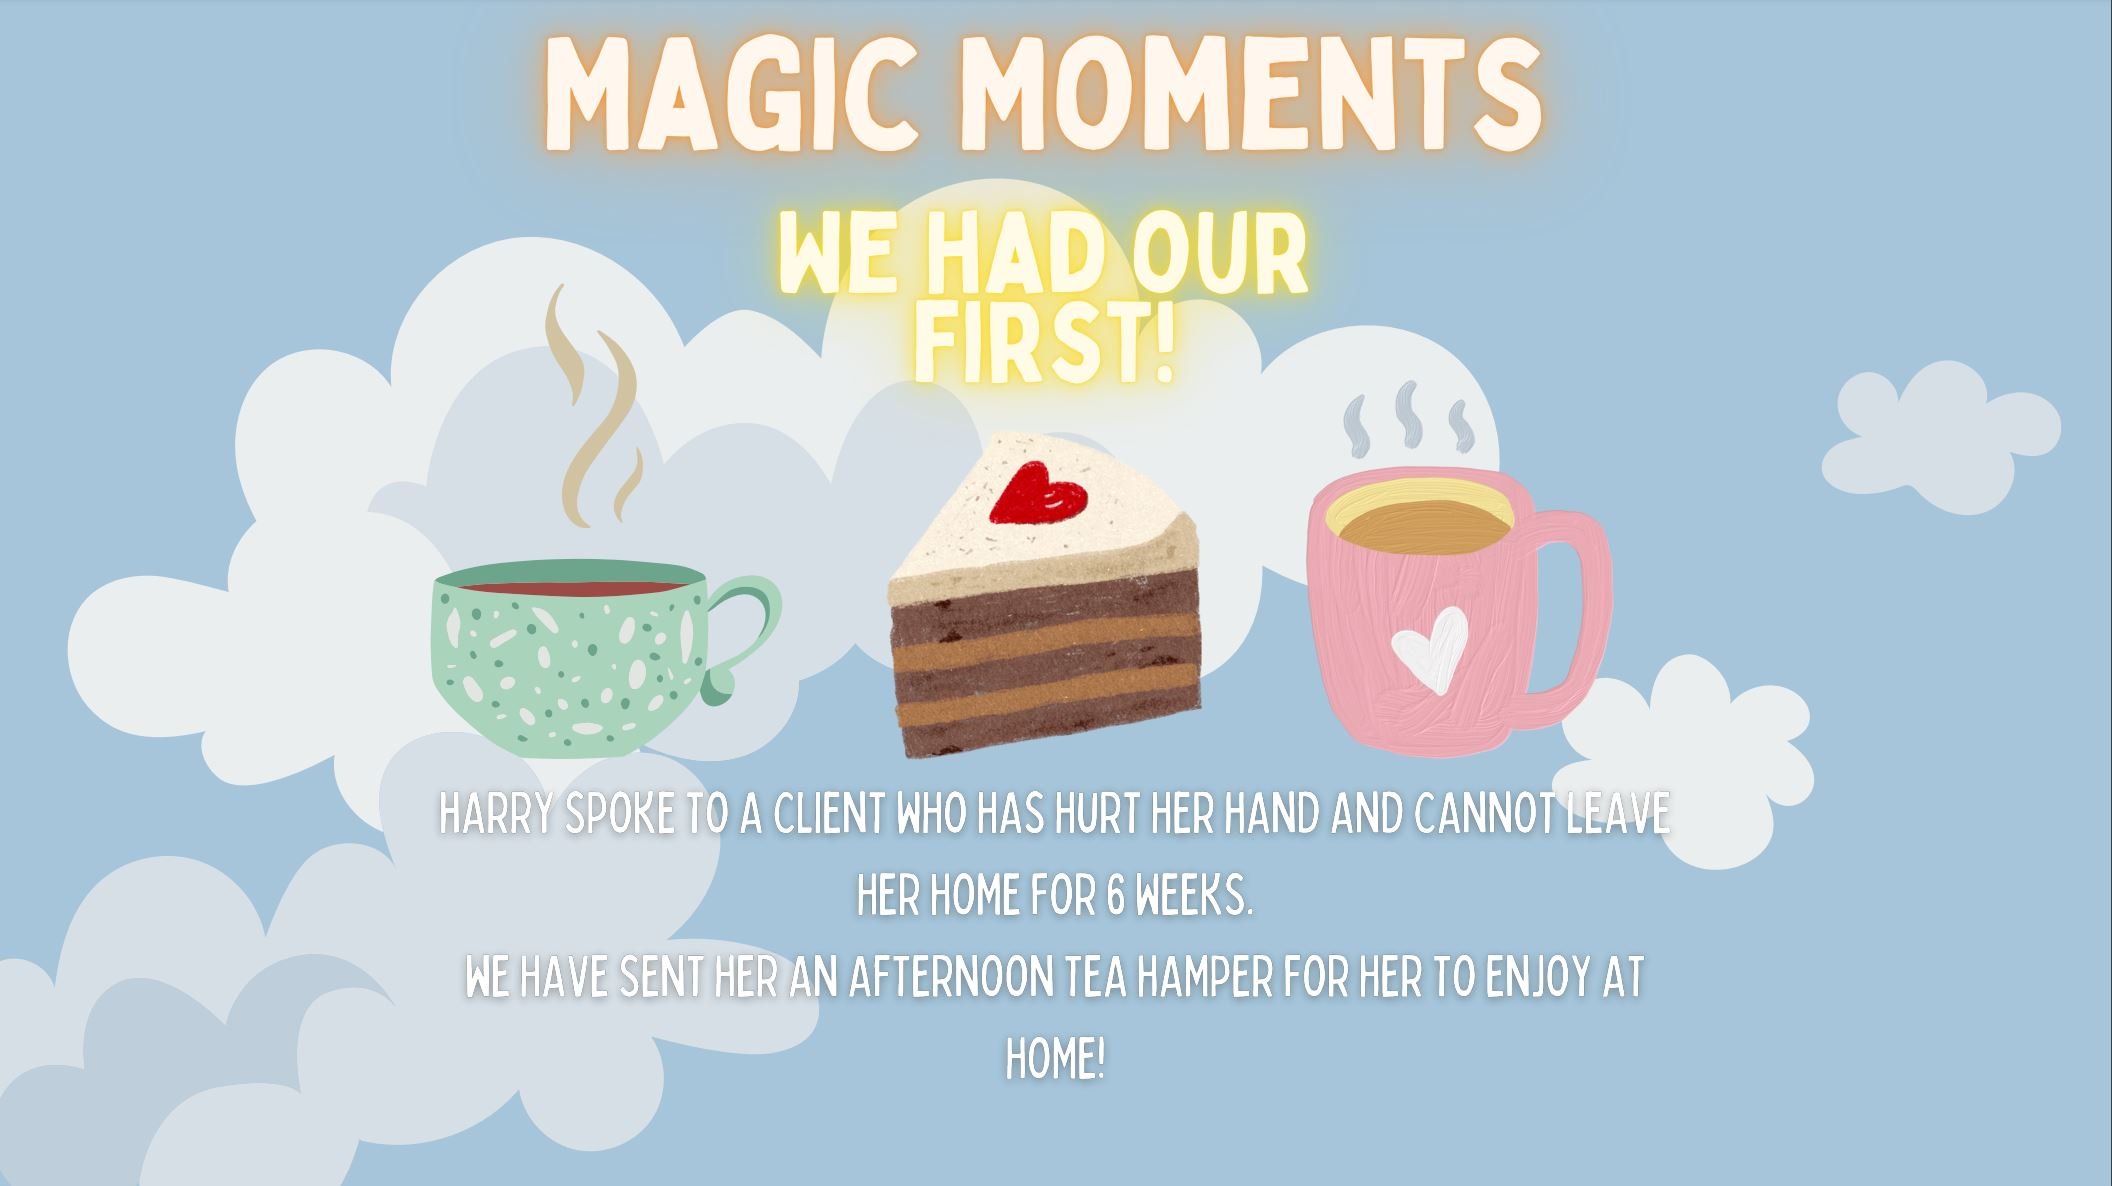 MAGIC MOMENTS
WE HAD OUR
FIRST!
HARRY SPOKE TO A CLIENT WHO HAS HURT HER HAND AND CANNOT LEAVE
HER HOME FOR 6 WEEKS.
WE HAVE SENT HER AN AFTERNOON TEA HAMPER FOR HER TO ENJOY AT
HOME!